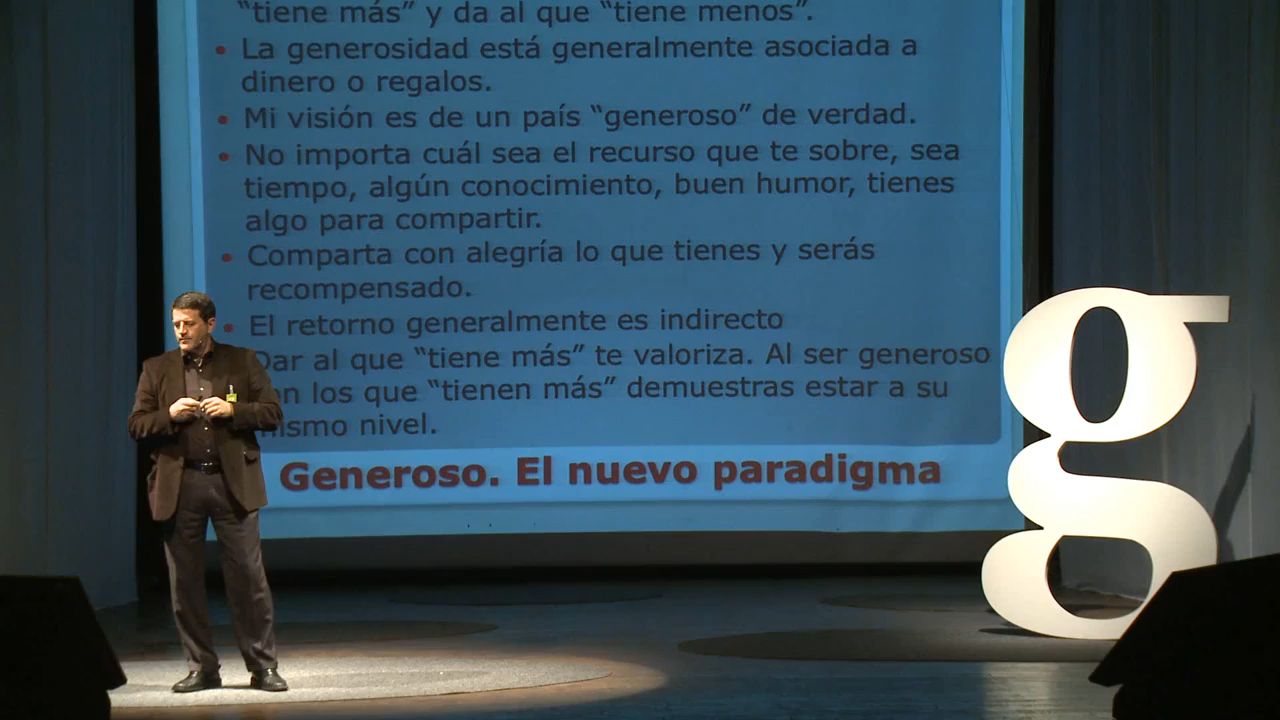 “tiene más” y da al que “tiene menos”.
• La generosidad está generalmente asociada a
dinero o regalos.
• Mi visión es de un país “generoso” de verdad.
• No importa cuál sea el recurso que te sobre, sea
tiempo, algún conocimiento, buen humor, tienes
algo para compartir.
• Comparta con alegría lo que tienes y serás
recompensado.
• El retorno generalmente es indirecto
Dar al que “tiene más” te valoriza. Al ser generoso
los que “tienen más” demuestras estar a su
mismo nivel.
Generoso. El nuevo paradigma
g